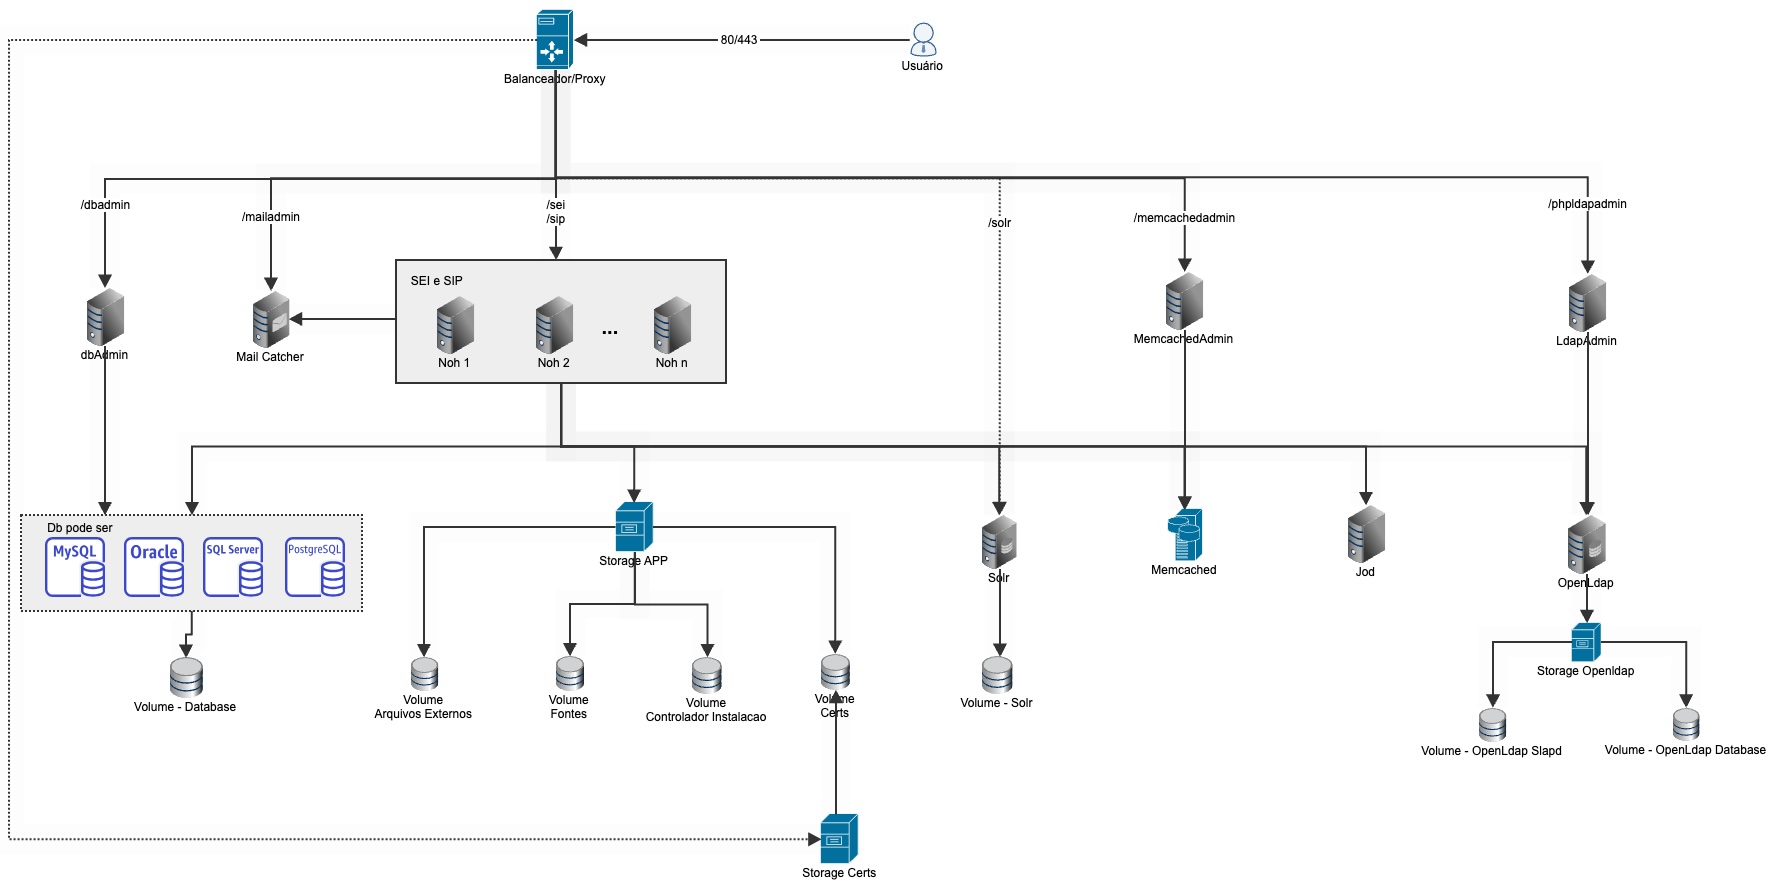 80/443
Usuário
Balanceador/Proxy
/dbadmin
/mailadmin
/sei
/sip
/solr
/memcachedadmin
/phpldapadmin
SEI e SIP
Noh 1
Noh 2
...
Noh n
dbAdmin
Mail Catcher
MemcachedAdmin
LdapAdmin
Db pode ser
MySQL
Oracle
SQL Server
PostgreSQL
Storage APP
Solr
Memcached
Jod
OpenLdap
Storage Openldap
Volume - Database
Volume
Arquivos Externos
Volume
Fontes
Volume
Controlador Instalacao
Volume
Certs
Volume - Solr
Volume - OpenLdap Slapd
Volume - OpenLdap Database
Storage Certs